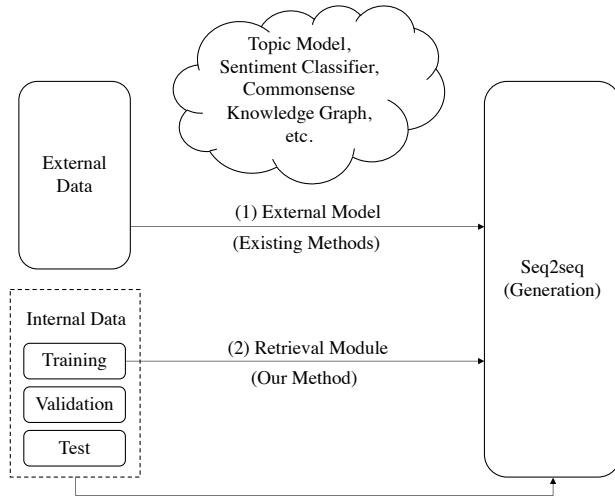 Topic Model,
Sentiment Classifier,
Commonsense
Knowledge Graph,
etc.
External
Data
(1) External Model
(Existing Methods)
Seq2seq
(Generation)
Internal Data
Training
Validation
Test
(2) Retrieval Module
(Our Method)